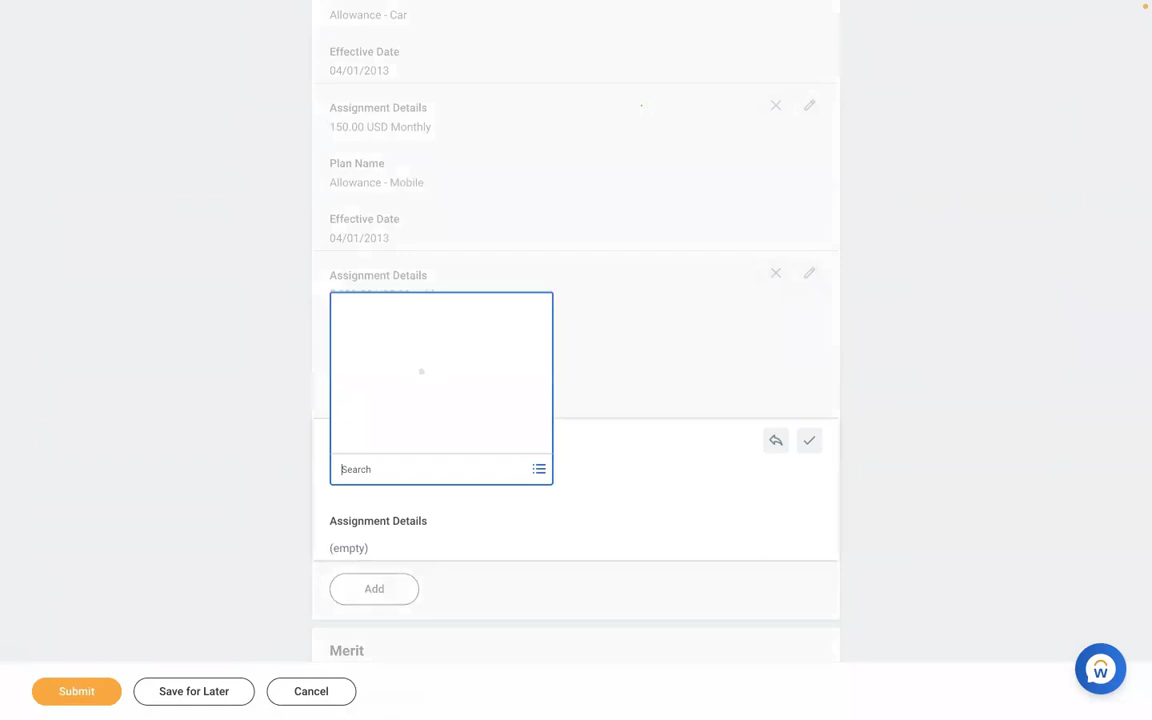 Allowance - Car
Effective Date
04/01/2013
Assignment Details
150.00 USD Monthly
Plan Name
Allowance - Mobile
Effective Date
04/01/2013
Assignment Details
Search
Assignment Details
(empty)
Add
Merit
Submit
Save for Later
Cancel
W